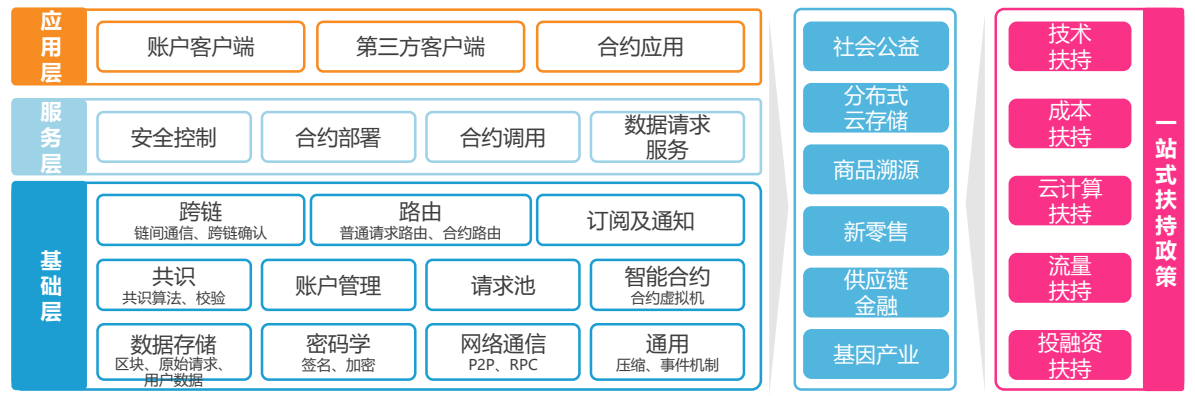 应用层
账户客户端
第三方客户端
合约应用
服务层
安全控制
合约部署
合约调用
数据请求
服务
基础层
跨链
链间通信、跨链确认
路由
普通请求路由、合约路由
订阅及通知
共识
共识算法、校验
账户管理
请求池
智能合约
合约虚拟机
数据存储
区块、原始请求、
用户数据
密码学
签名、加密
网络通信
P2P、RPC
通用
压缩、事件机制
社会公益
分布式
云存储
商品溯源
新零售
供应链
金融
基因产业
技术
扶持
成本
扶持
云计算
扶持
流量
扶持
投融资
扶持
一站式扶持政策